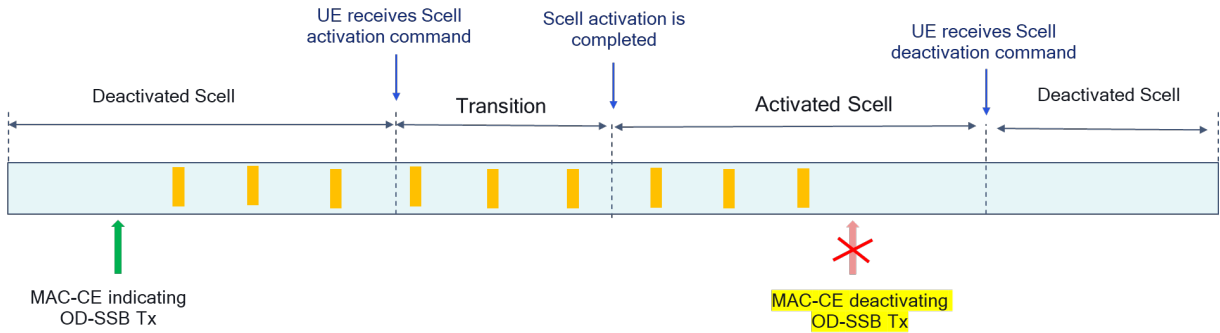 UE receives Scell
activation command
Scell activation is
completed
UE receives Scell
deactivation command
Deactivated Scell
Transition
Activated Scell
Deactivated Scell
MAC-CE indicating
OD-SSB Tx
MAC-CE deactivating
OD-SSB Tx